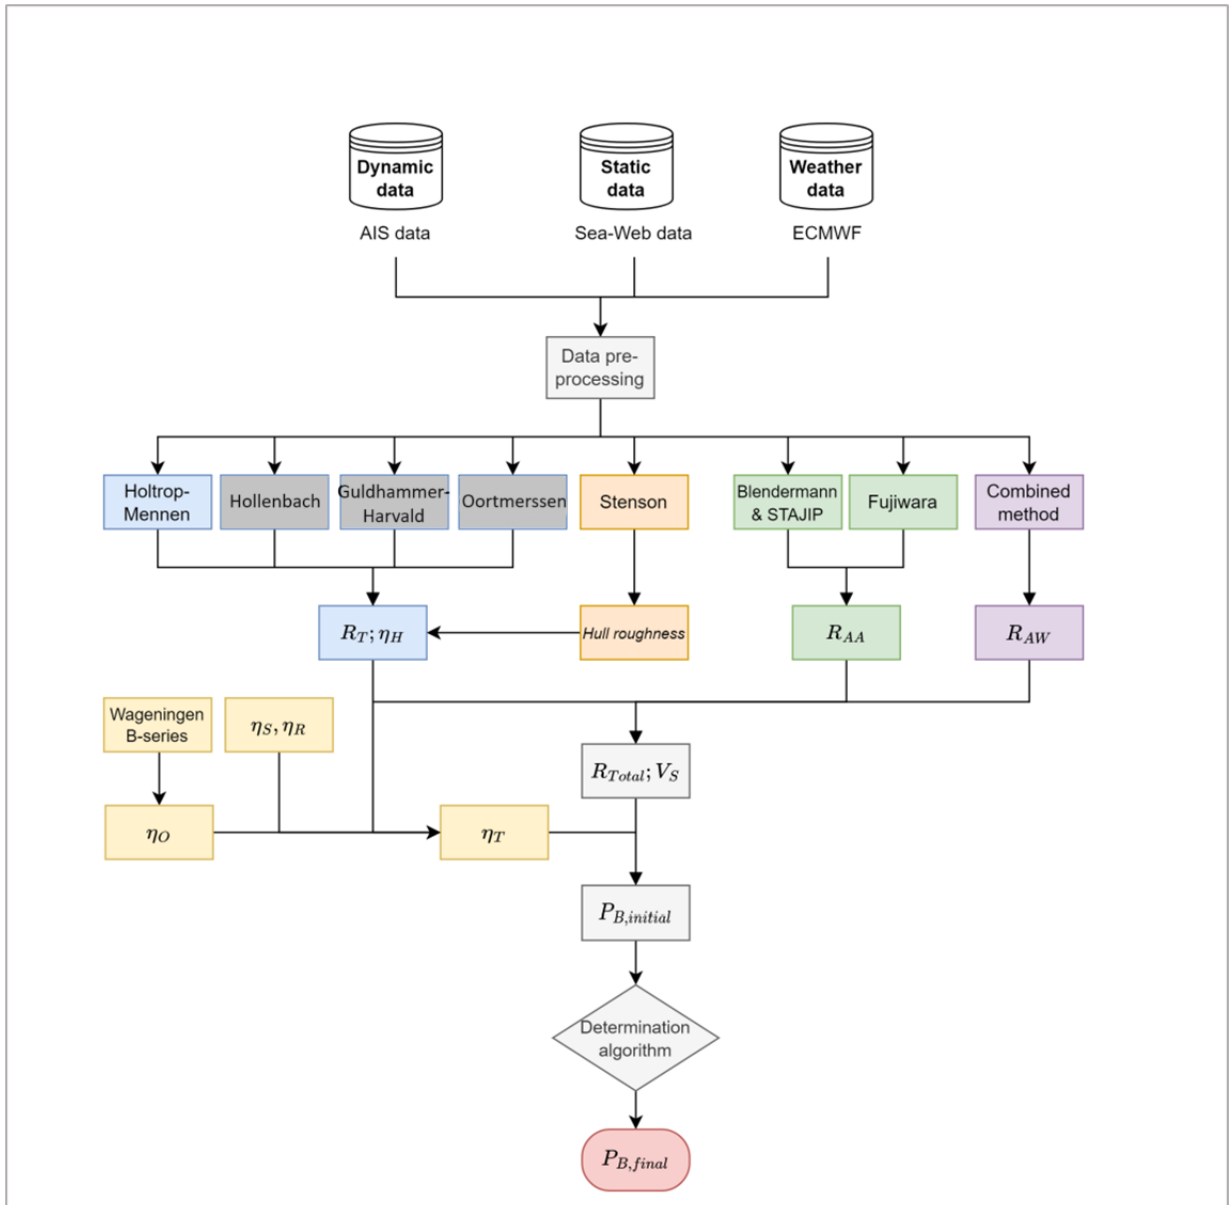 Dynamic
data
Static
data
Weather
data
AIS data
Sea-Web data
ECMWF
Data pre-
processing
Holtrop-
Mennen
Hollenbach
Guldhammer-
Harvald
Oortmerssen
Stenson
Blendermann
& STAJIP
Fujiwara
Combined
method
R_T; η_H
Hull roughness
R_AA
R_AW
Wageningen
B-series
η_S, η_R
R_Total; V_S
η_O
η_T
P_B,initial
Determination
algorithm
P_B,final